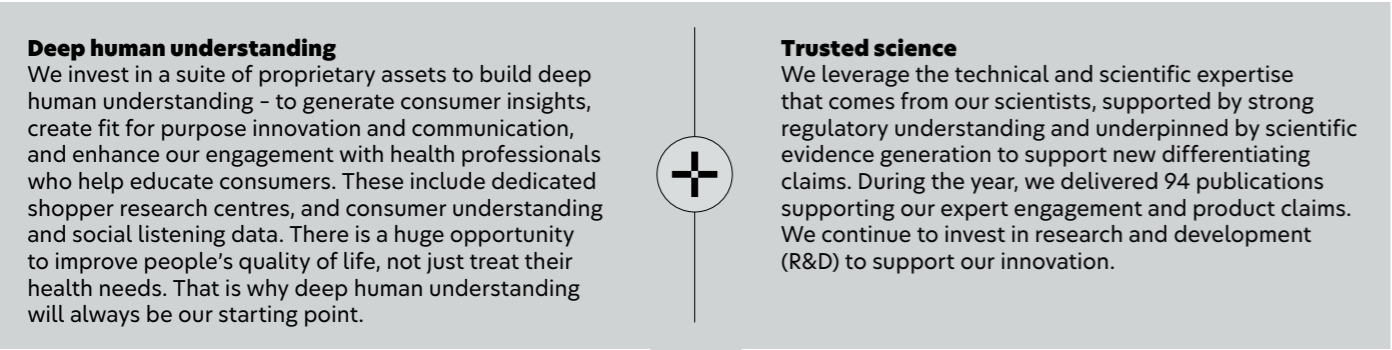 Deep human understanding
We invest in a suite of proprietary assets to build deep
human understanding – to generate consumer insights,
create fit for purpose innovation and communication,
and enhance our engagement with health professionals
who help educate consumers. These include dedicated
shopper research centres, and consumer understanding
and social listening data. There is a huge opportunity
to improve people's quality of life, not just treat their
health needs. That is why deep human understanding
will always be our starting point.
Trusted science
We leverage the technical and scientific expertise
that comes from our scientists, supported by strong
regulatory understanding and underpinned by scientific
evidence generation to support new differentiating
claims. During the year, we delivered 94 publications
supporting our expert engagement and product claims.
We continue to invest in research and development
(R&D) to support our innovation.